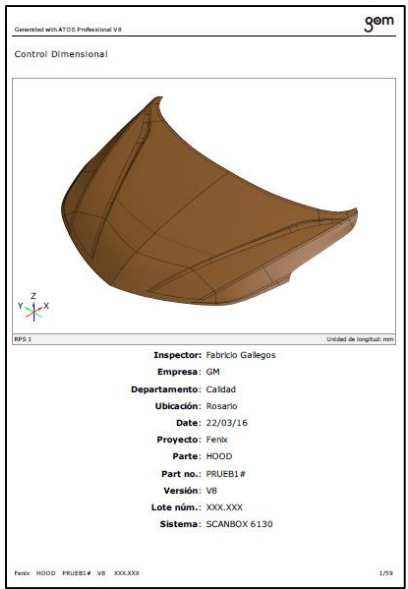 gom
Generated with ATOS Professional V8
Control Dimensional
Z
Y X
RPS 1 Unidad de longitud: mm
Inspector: Fabricio Gallegos
Empresa: GM
Departamento: Calidad
Ubicación: Rosario
Date: 22/03/16
Proyecto: Fenix
Parte: HOOD
Part no.: PRUEB1#
Versión: V8
Lote núm.: XXX.XXX
Sistema: SCANBOX 6130
Fenix HOOD PRUEB1# V8 XXX.XXX 1/59